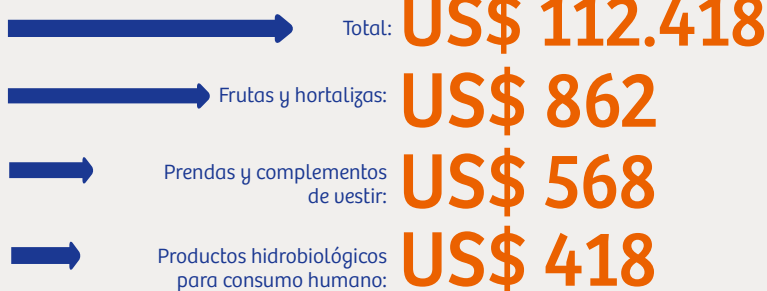 Total: US$ 112.418
Frutas y hortalizas: US$ 862
Prendas y complementos
de vestir: US$ 568
Productos hidrobiológicos
para consumo humano: US$ 418